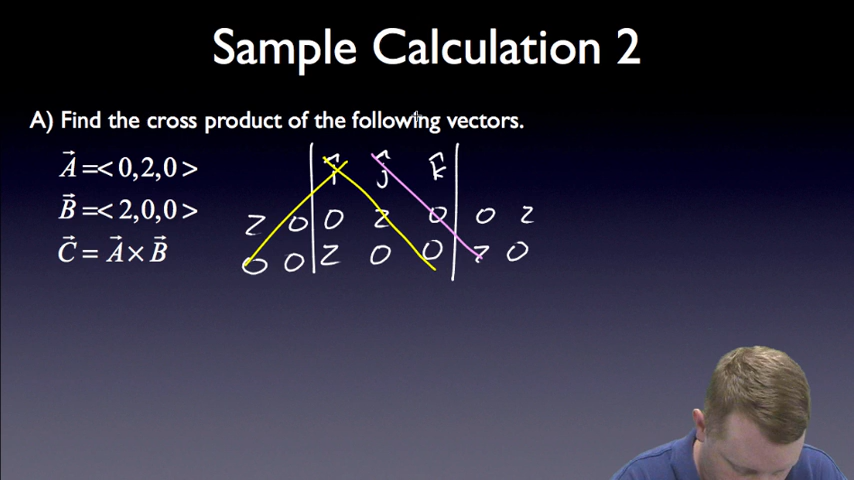 Sample Calculation 2
A) Find the cross product of the following vectors.
A⃗ =< 0,2,0 >
B⃗ =< 2,0,0 >
C⃗ = A⃗ × B⃗
| î ĵ k̂ |
2 0 | 0 2 0 | 0 2
0 0 | 2 0 0 | 2 0